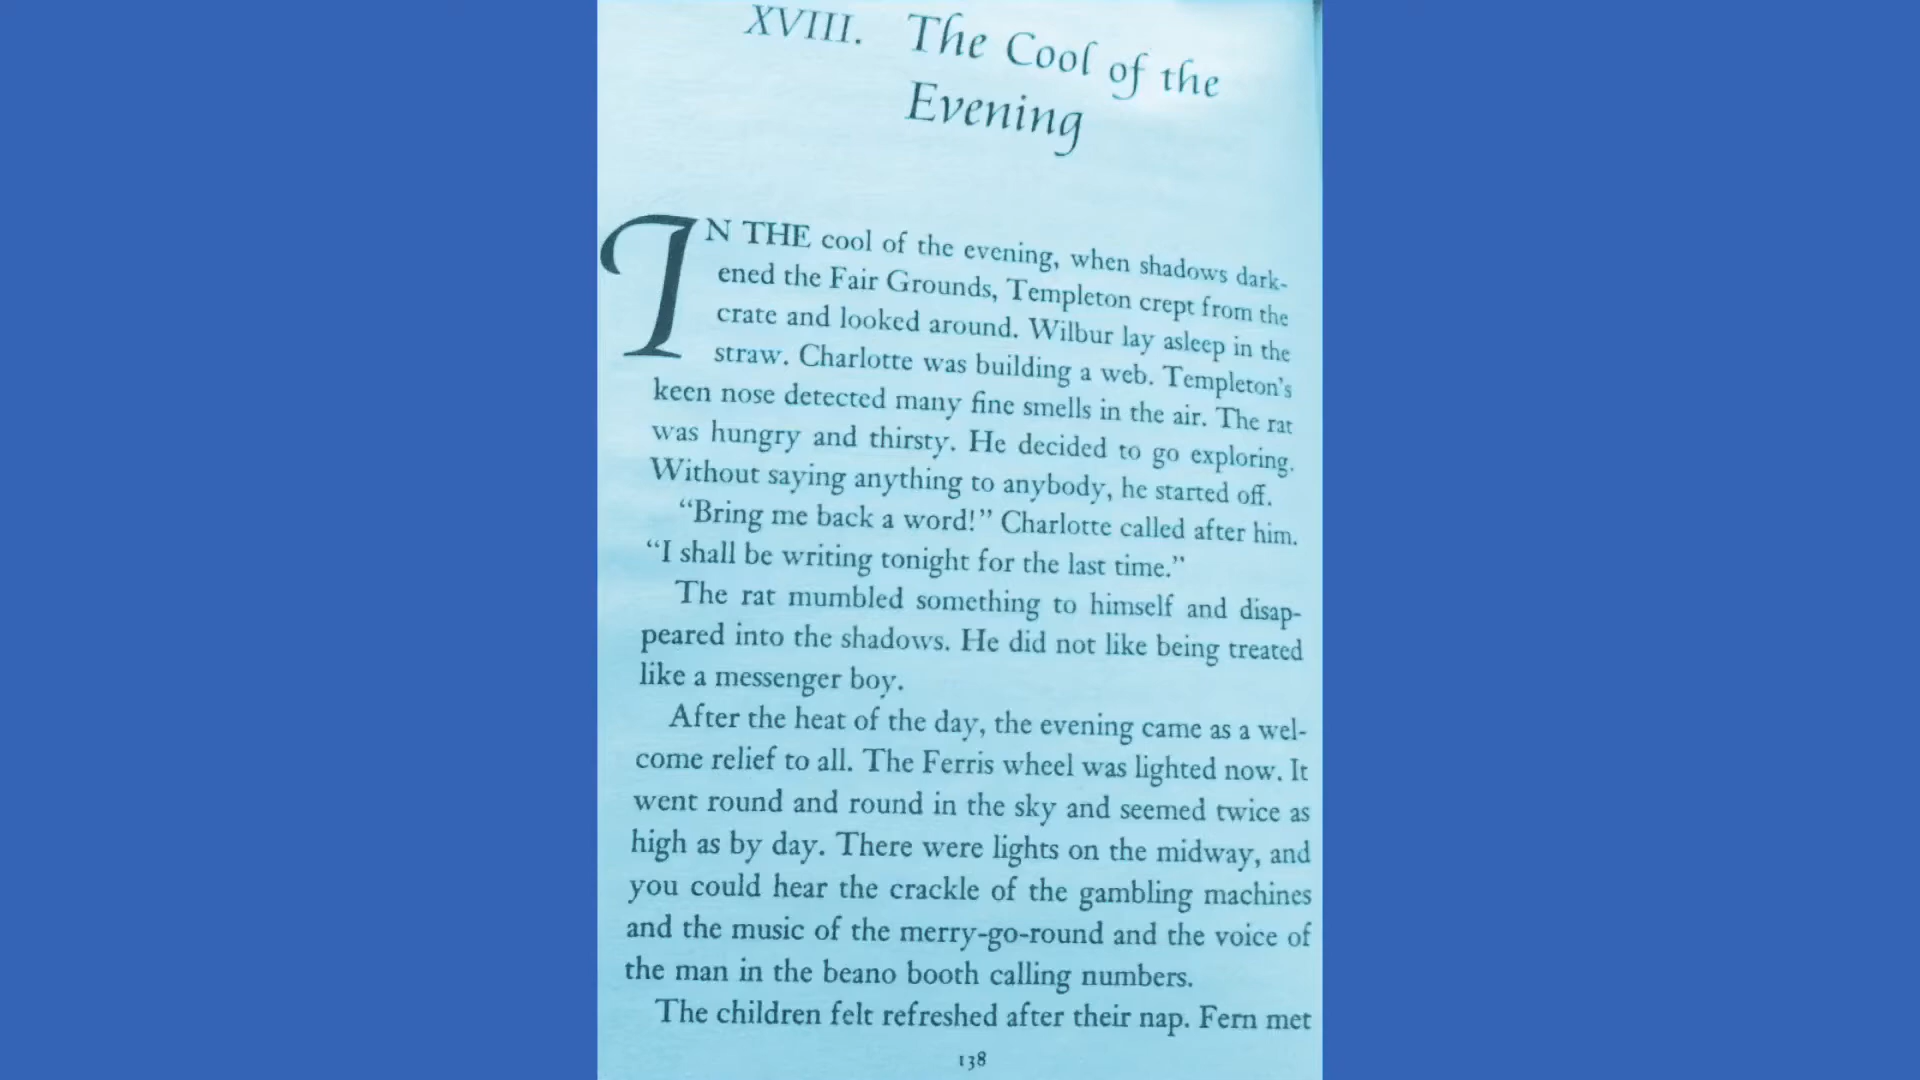 XVIII. The Cool of the
Evening
IN THE cool of the evening, when shadows dark-
ened the Fair Grounds, Templeton crept from the
crate and looked around. Wilbur lay asleep in the
straw. Charlotte was building a web. Templeton's
keen nose detected many fine smells in the air. The rat
was hungry and thirsty. He decided to go exploring.
Without saying anything to anybody, he started off.
“Bring me back a word!” Charlotte called after him.
“I shall be writing tonight for the last time.”
The rat mumbled something to himself and disap-
peared into the shadows. He did not like being treated
like a messenger boy.
After the heat of the day, the evening came as a wel-
come relief to all. The Ferris wheel was lighted now. It
went round and round in the sky and seemed twice as
high as by day. There were lights on the midway, and
you could hear the crackle of the gambling machines
and the music of the merry-go-round and the voice of
the man in the beano booth calling numbers.
The children felt refreshed after their nap. Fern met
138